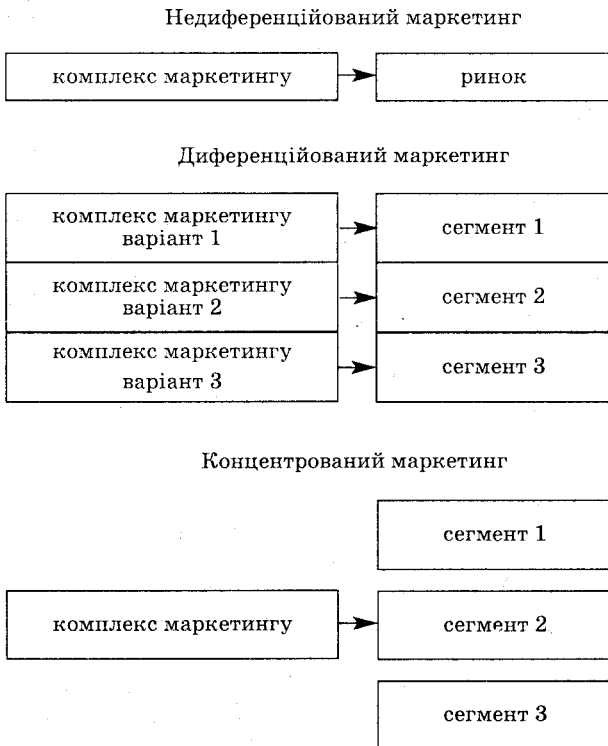 Недиференційований маркетинг
комплекс маркетингу
ринок
Диференційований маркетинг
комплекс маркетингу
варіант 1
сегмент 1
комплекс маркетингу
варіант 2
сегмент 2
комплекс маркетингу
варіант 3
сегмент 3
Концентрований маркетинг
сегмент 1
комплекс маркетингу
сегмент 2
сегмент 3